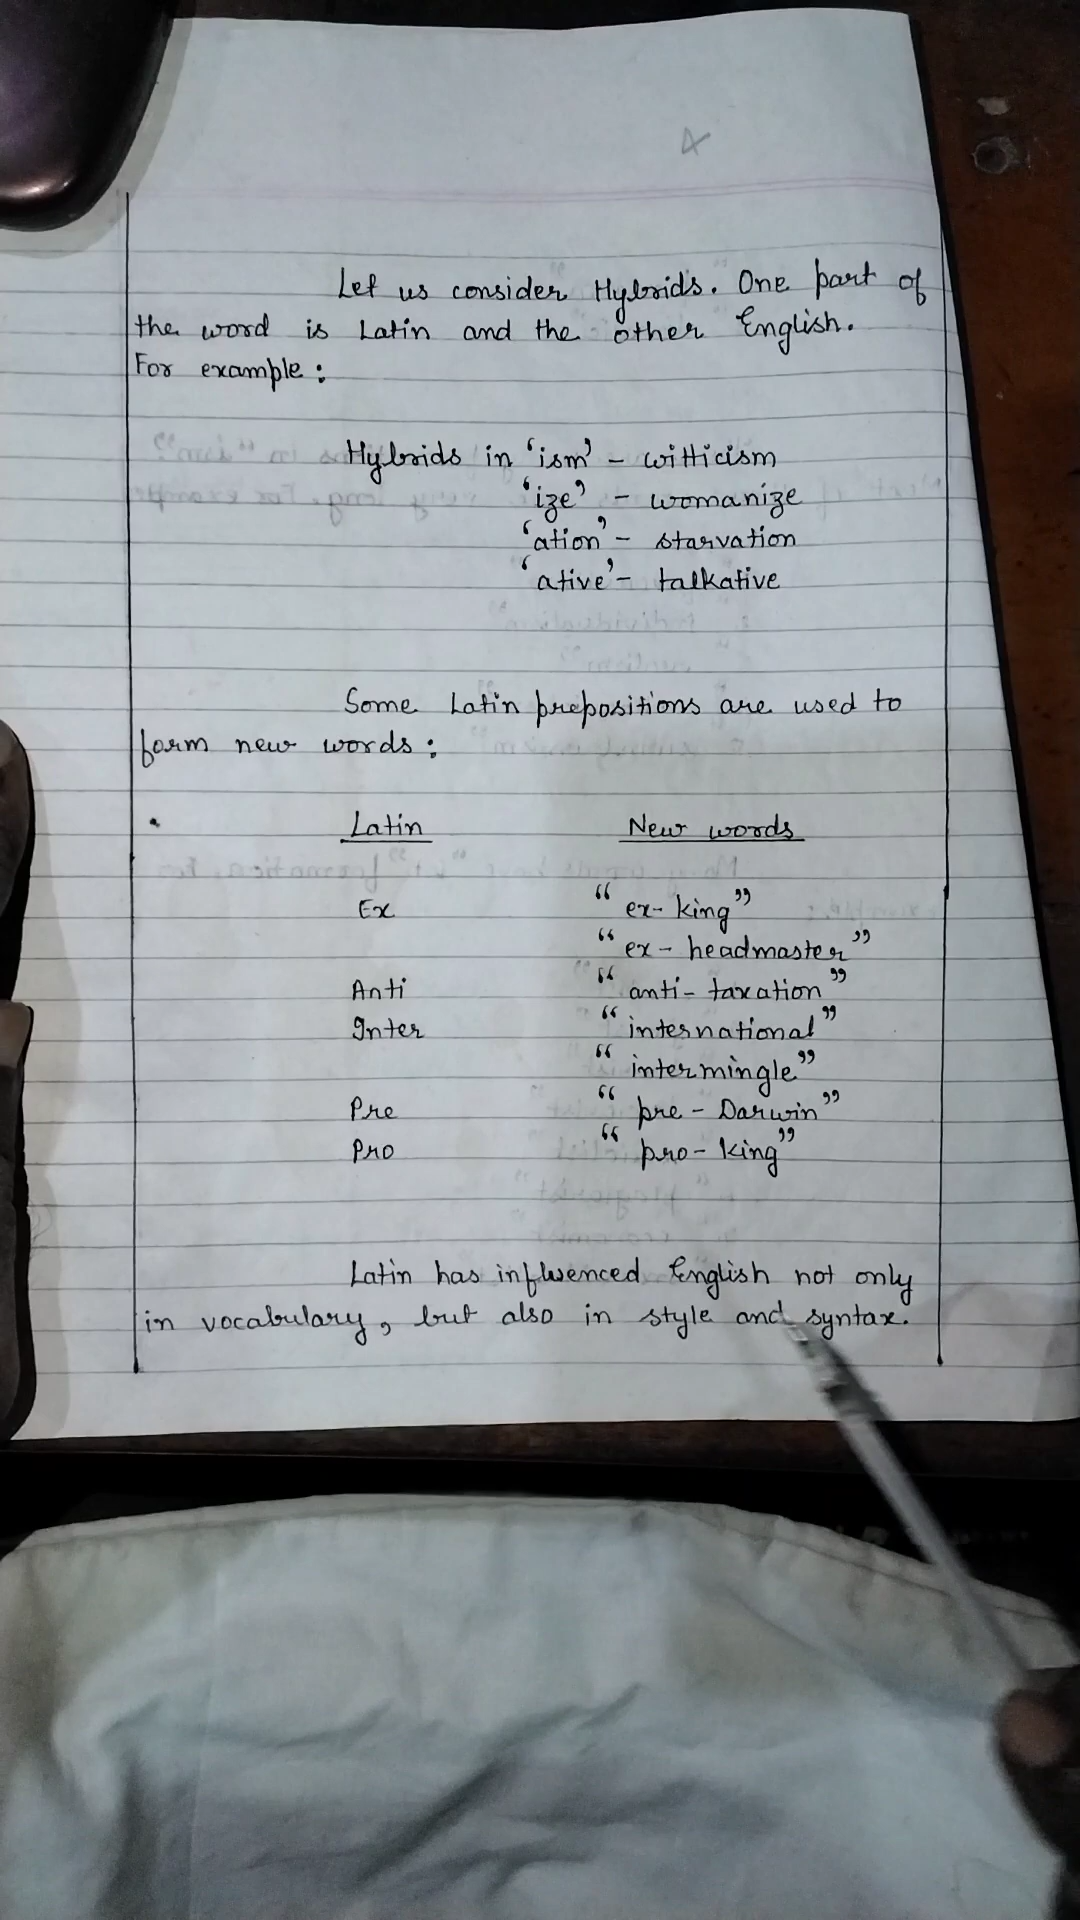 4
Let us consider Hybrids. One part of
the word is Latin and the other English.
For example :
Hybrids in 'ism' - witticism
'ize' - womanize
'ation' - starvation
'ative' - talkative
Some Latin prepositions are used to
form new words :
Latin New words
Ex "ex-king"
"ex-headmaster"
Anti "anti-taxation"
Inter "international"
"intermingle"
Pre "pre-Darwin"
Pro "pro-king"
Latin has influenced English not only
in vocabulary, but also in style and syntax.